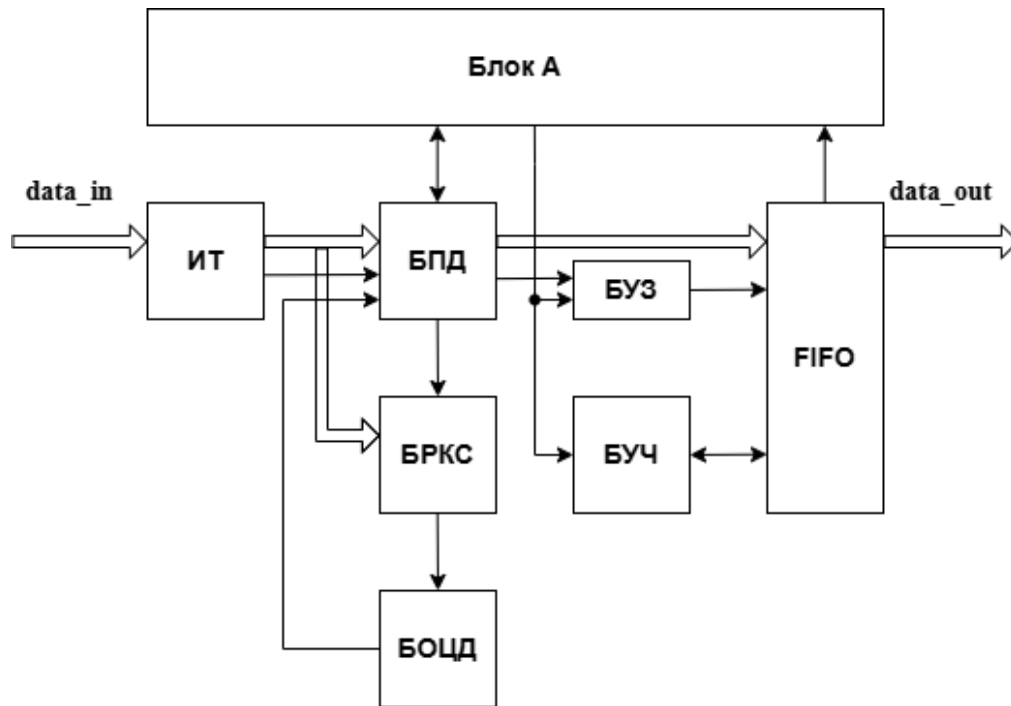 Блок А
data_in
data_out
ИТ
БПД
БУЗ
FIFO
БРКС
БУЧ
БОЦД